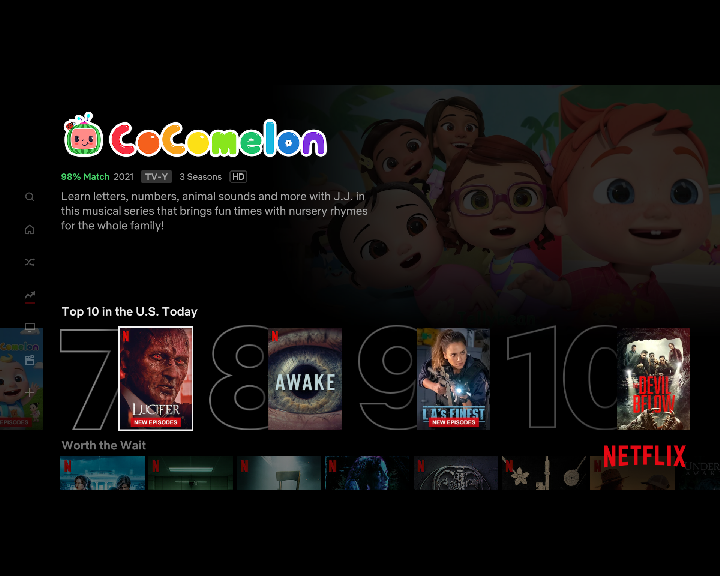 CoComelon
98% Match 2021 TV-Y 3 Seasons HD
Learn letters, numbers, animal sounds and more with J.J. in
this musical series that brings fun times with nursery rhymes
for the whole family!
Top 10 in the U.S. Today
7 8 9 10
EPISODES
N
LUCIFER
NEW EPISODES
N
AWAKE
N
L.A.'S FINEST
NEW EPISODES
DEVIL
BELOW
Worth the Wait
NETFLIX
N N N N N N N